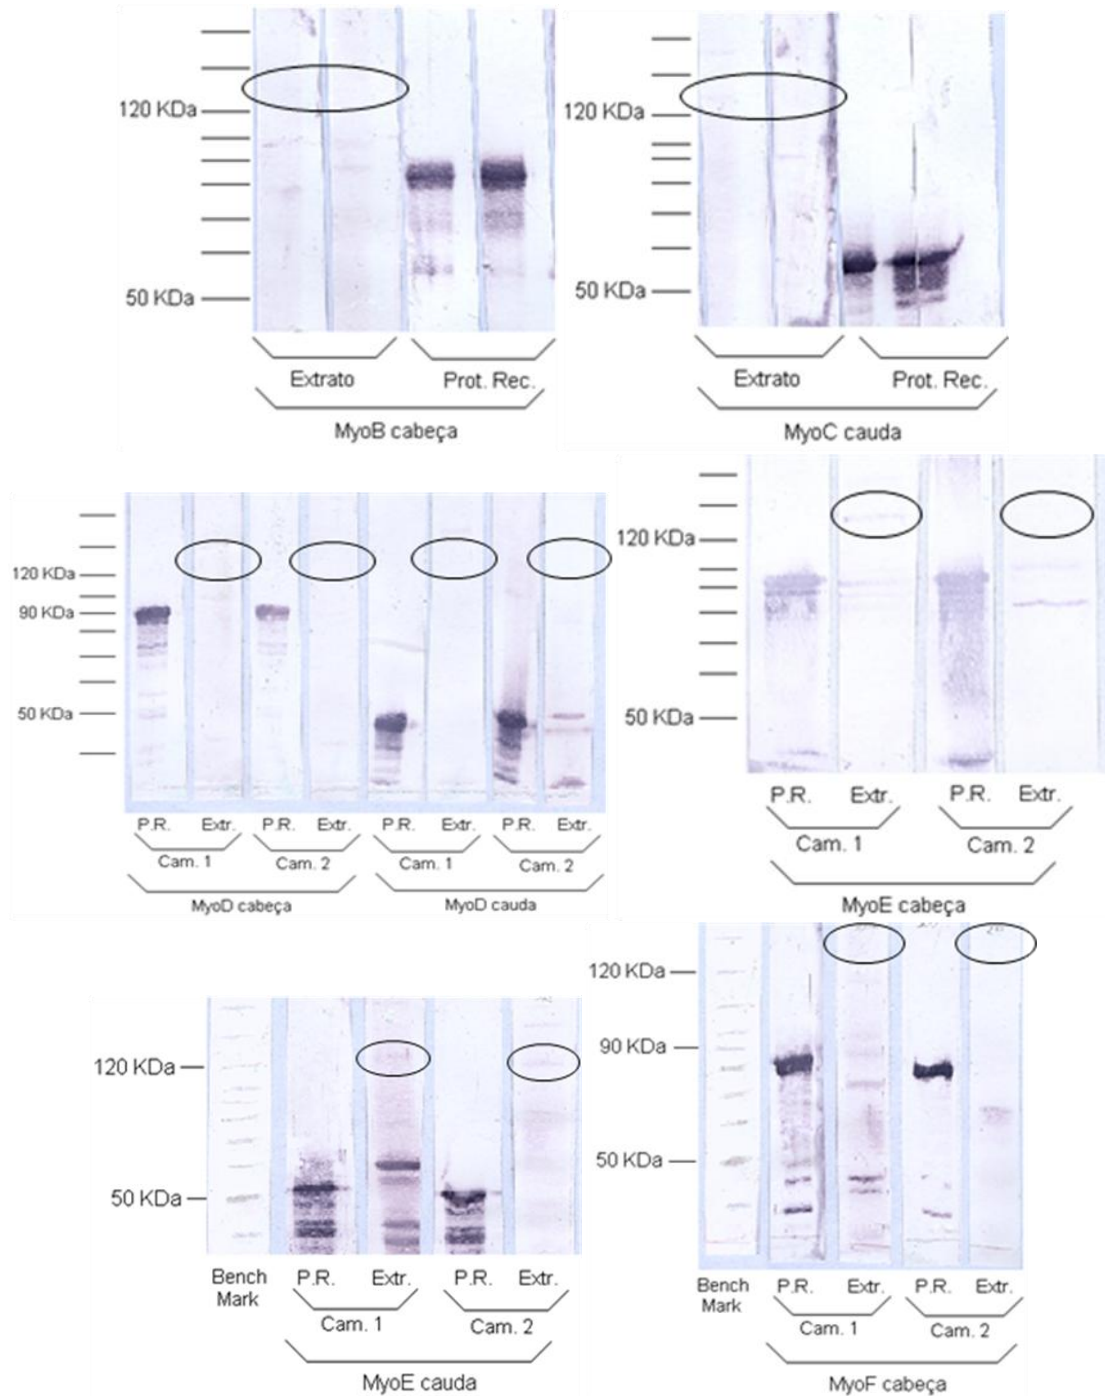 120 KDa
50 KDa
Extrato Prot. Rec.
MyoB cabeça
120 KDa
50 KDa
Extrato Prot. Rec.
MyoC cauda
120 KDa
90 KDa
50 KDa
P.R. Extr. P.R. Extr. P.R. Extr. P.R. Extr.
Cam. 1 Cam. 2 Cam. 1 Cam. 2
MyoD cabeça MyoD cauda
120 KDa
50 KDa
P.R. Extr. P.R. Extr.
Cam. 1 Cam. 2
MyoE cabeça
120 KDa
50 KDa
Bench Mark P.R. Extr. P.R. Extr.
Cam. 1 Cam. 2
MyoE cauda
120 KDa
90 KDa
50 KDa
Bench Mark P.R. Extr. P.R. Extr.
Cam. 1 Cam. 2
MyoF cabeça